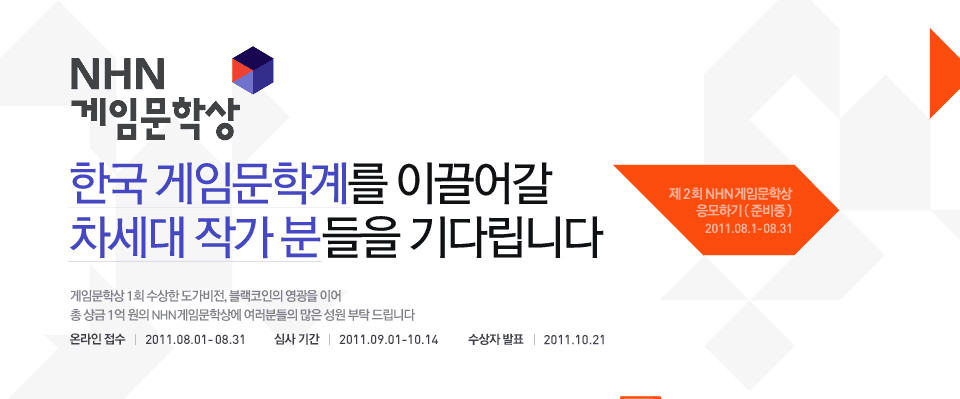 NHN
게임문학상
한국 게임문학계를 이끌어갈
차세대 작가 분들을 기다립니다
제 2회 NHN게임문학상
응모하기 ( 준비중 )
2011.08.1-08.31
게임문학상 1회 수상한 도가비전, 블랙코인의 영광을 이어
총 상금 1억 원의 NHN게임문학상에 여러분들의 많은 성원 부탁 드립니다
온라인 접수 | 2011.08.01-08.31 심사 기간 | 2011.09.01-10.14 수상자 발표 | 2011.10.21